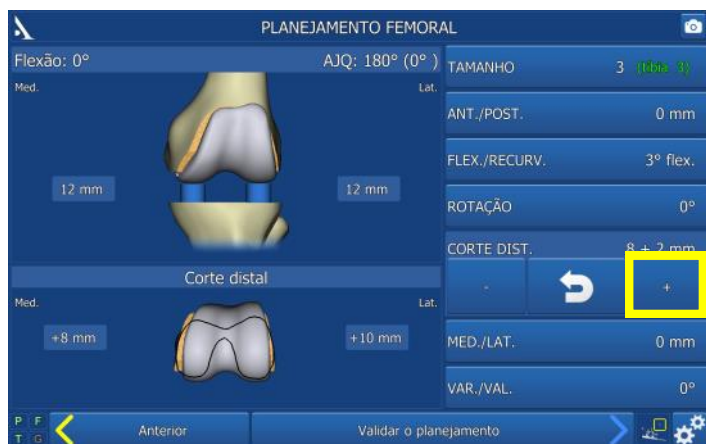 PLANEJAMENTO FEMORAL
Flexão: 0°
AJQ: 180° (0° )
Med.
Lat.
12 mm
12 mm
Corte distal
Med.
Lat.
+8 mm
+10 mm
TAMANHO 3 (tíbia 3)
ANT./POST. 0 mm
FLEX./RECURV. 3° flex.
ROTAÇÃO 0°
CORTE DIST. 8 + 2 mm
- +
MED./LAT. 0 mm
VAR./VAL. 0°
P F
T G
Anterior
Validar o planejamento